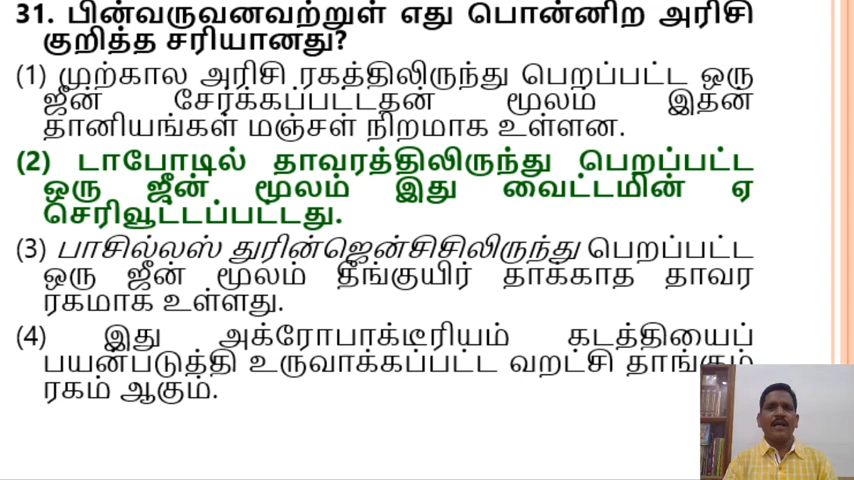 31. பின்வருவனவற்றுள் எது பொன்னிற அரிசி
குறித்த சரியானது?
(1) முற்கால அரிசி ரகத்திலிருந்து பெறப்பட்ட ஒரு
ஜீன் சேர்க்கப்பட்டதன் மூலம் இதன்
தானியங்கள் மஞ்சள் நிறமாக உள்ளன.
(2) டாபோடில் தாவரத்திலிருந்து பெறப்பட்ட
ஒரு ஜீன் மூலம் இது வைட்டமின் ஏ
செரிவூட்டப்பட்டது.
(3) பாசில்லஸ் துரின்ஜென்சிசிலிருந்து பெறப்பட்ட
ஒரு ஜீன் மூலம் தீங்குயிர் தாக்காத தாவர
ரகமாக உள்ளது.
(4) இது அக்ரோபாக்டீரியம் கடத்தியைப்
பயன்படுத்தி உருவாக்கப்பட்ட வறட்சி தாங்கும்
ரகம் ஆகும்.